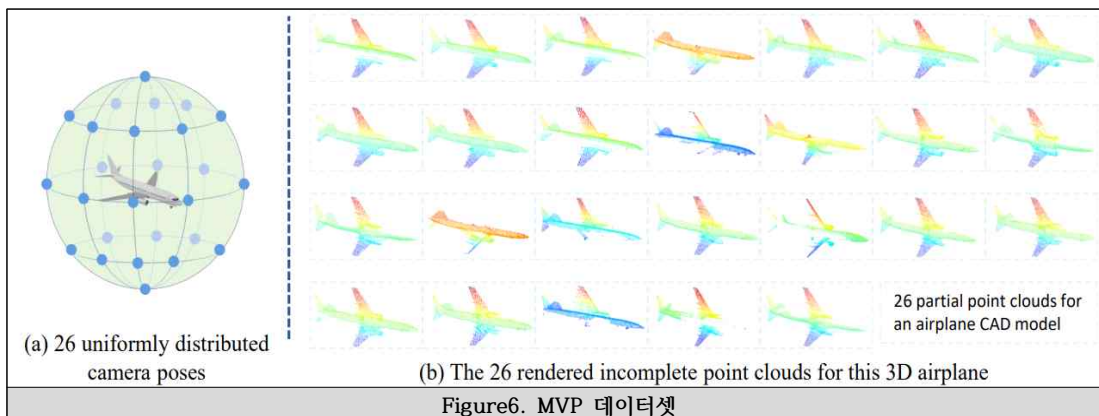 26 partial point clouds for
an airplane CAD model
(a) 26 uniformly distributed
camera poses
(b) The 26 rendered incomplete point clouds for this 3D airplane
Figure6. MVP 데이터셋